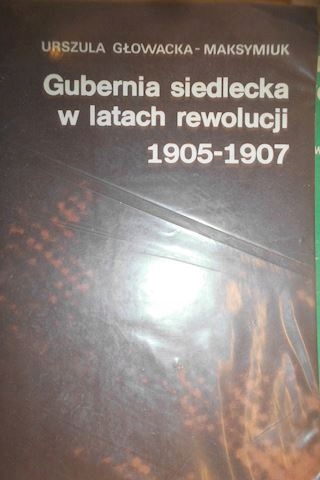 URSZULA GŁOWACKA-MAKSYMIUK
Gubernia siedlecka
w latach rewolucji
1905-1907